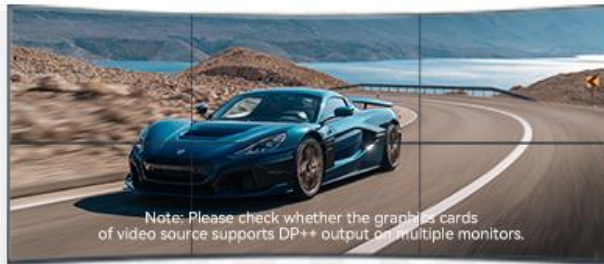 Note: Please check whether the graphics cards
of video source supports DP++ output on multiple monitors.